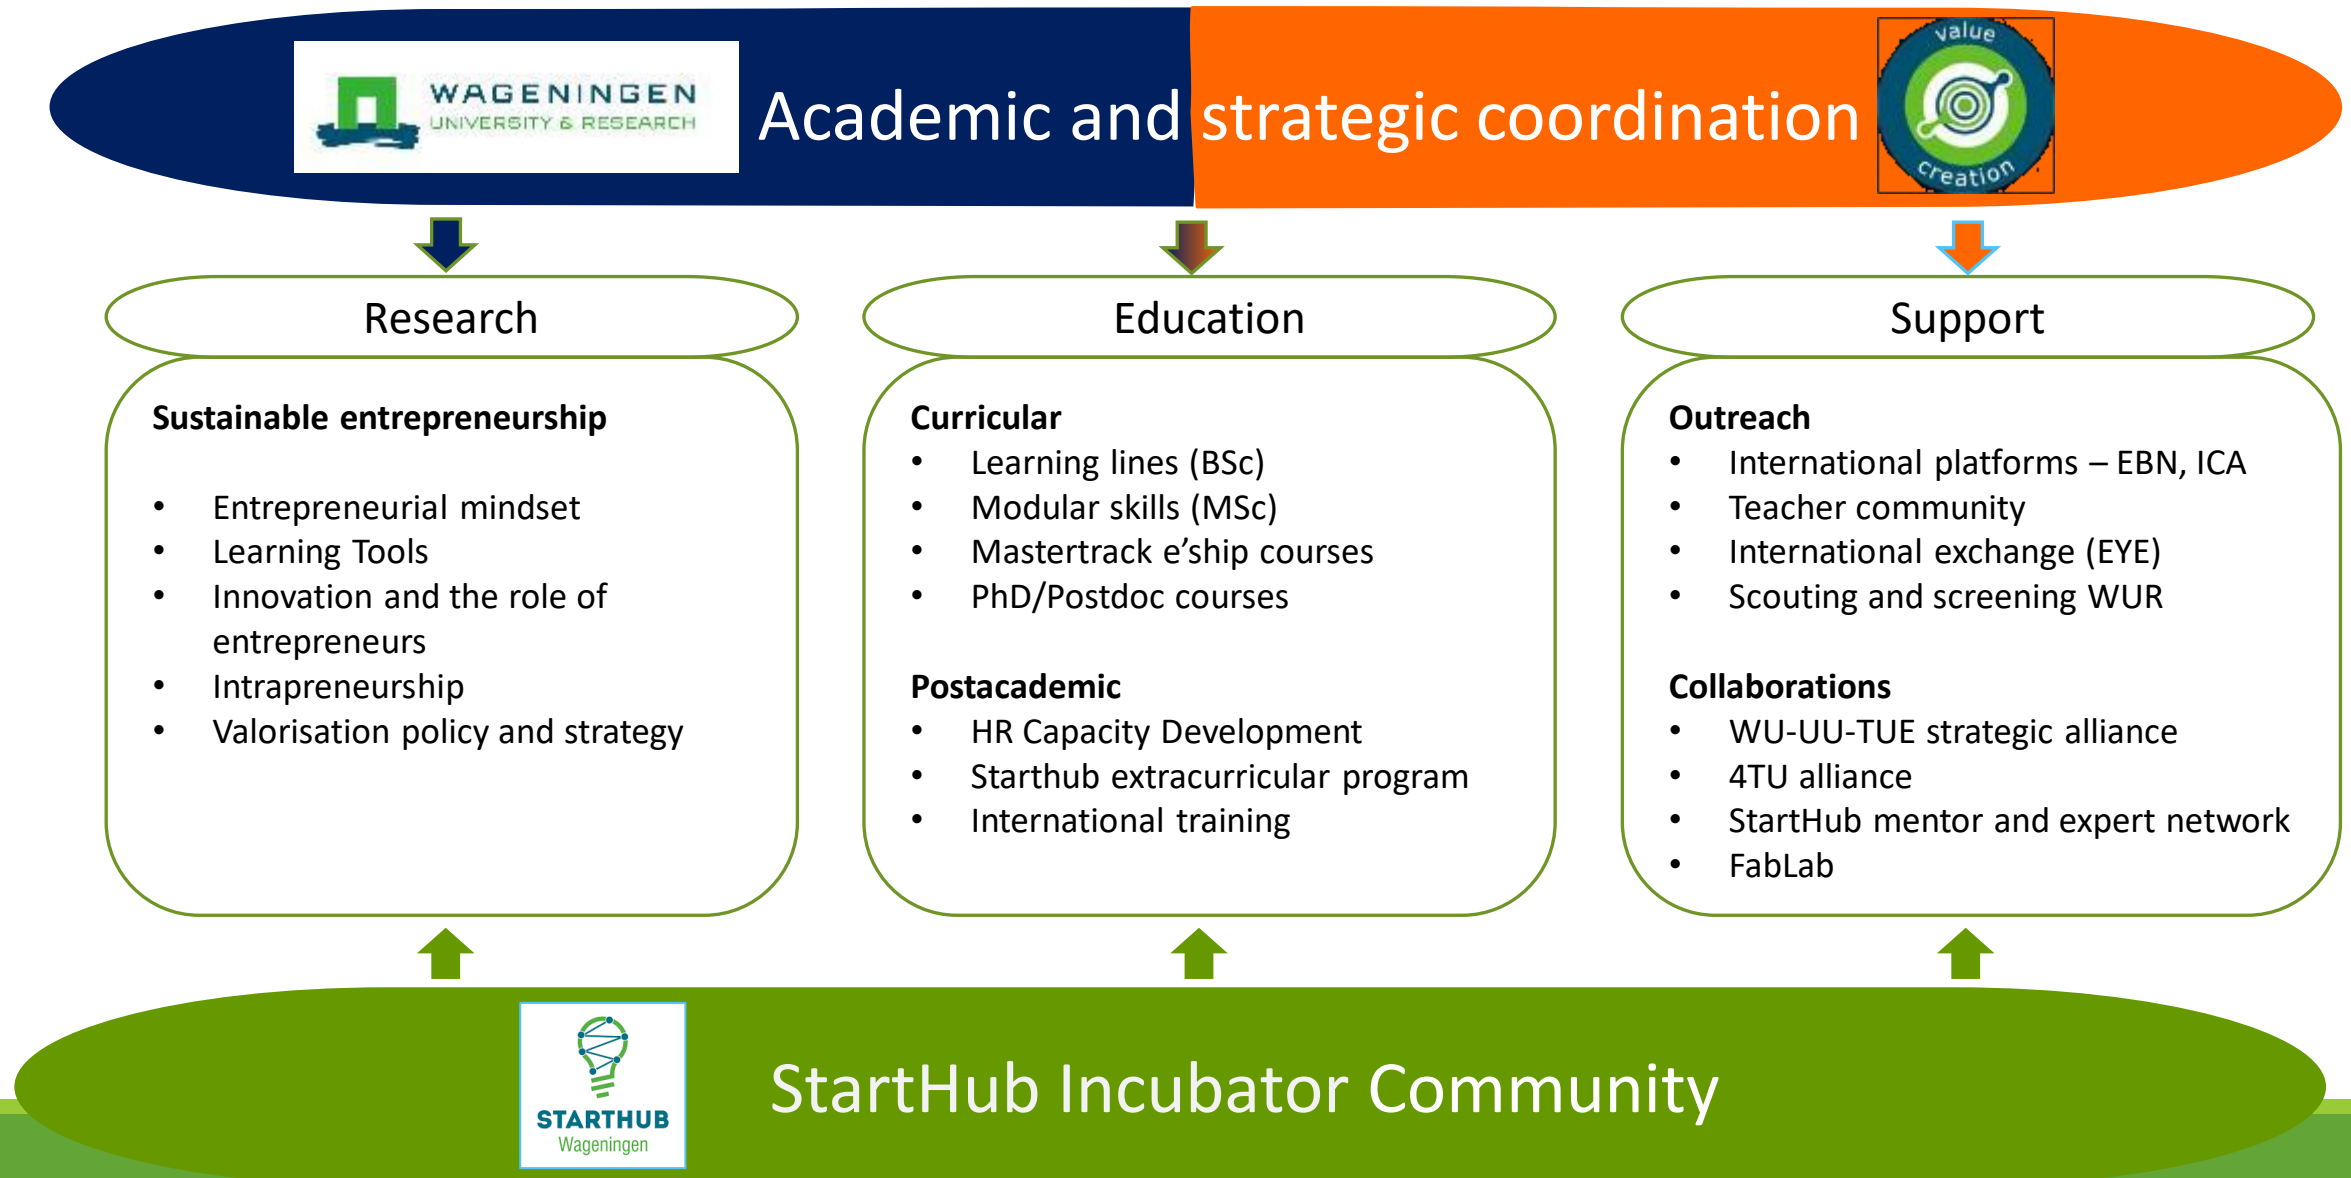 WAGENINGEN
UNIVERSITY & RESEARCH
Academic and strategic coordination
value
creation
Research
Sustainable entrepreneurship
• Entrepreneurial mindset
• Learning Tools
• Innovation and the role of
entrepreneurs
• Intrapreneurship
• Valorisation policy and strategy
Education
Curricular
• Learning lines (BSc)
• Modular skills (MSc)
• Mastertrack e’ship courses
• PhD/Postdoc courses
Postacademic
• HR Capacity Development
• Starthub extracurricular program
• International training
Support
Outreach
• International platforms – EBN, ICA
• Teacher community
• International exchange (EYE)
• Scouting and screening WUR
Collaborations
• WU-UU-TUE strategic alliance
• 4TU alliance
• StartHub mentor and expert network
• FabLab
STARTHUB
Wageningen
StartHub Incubator Community